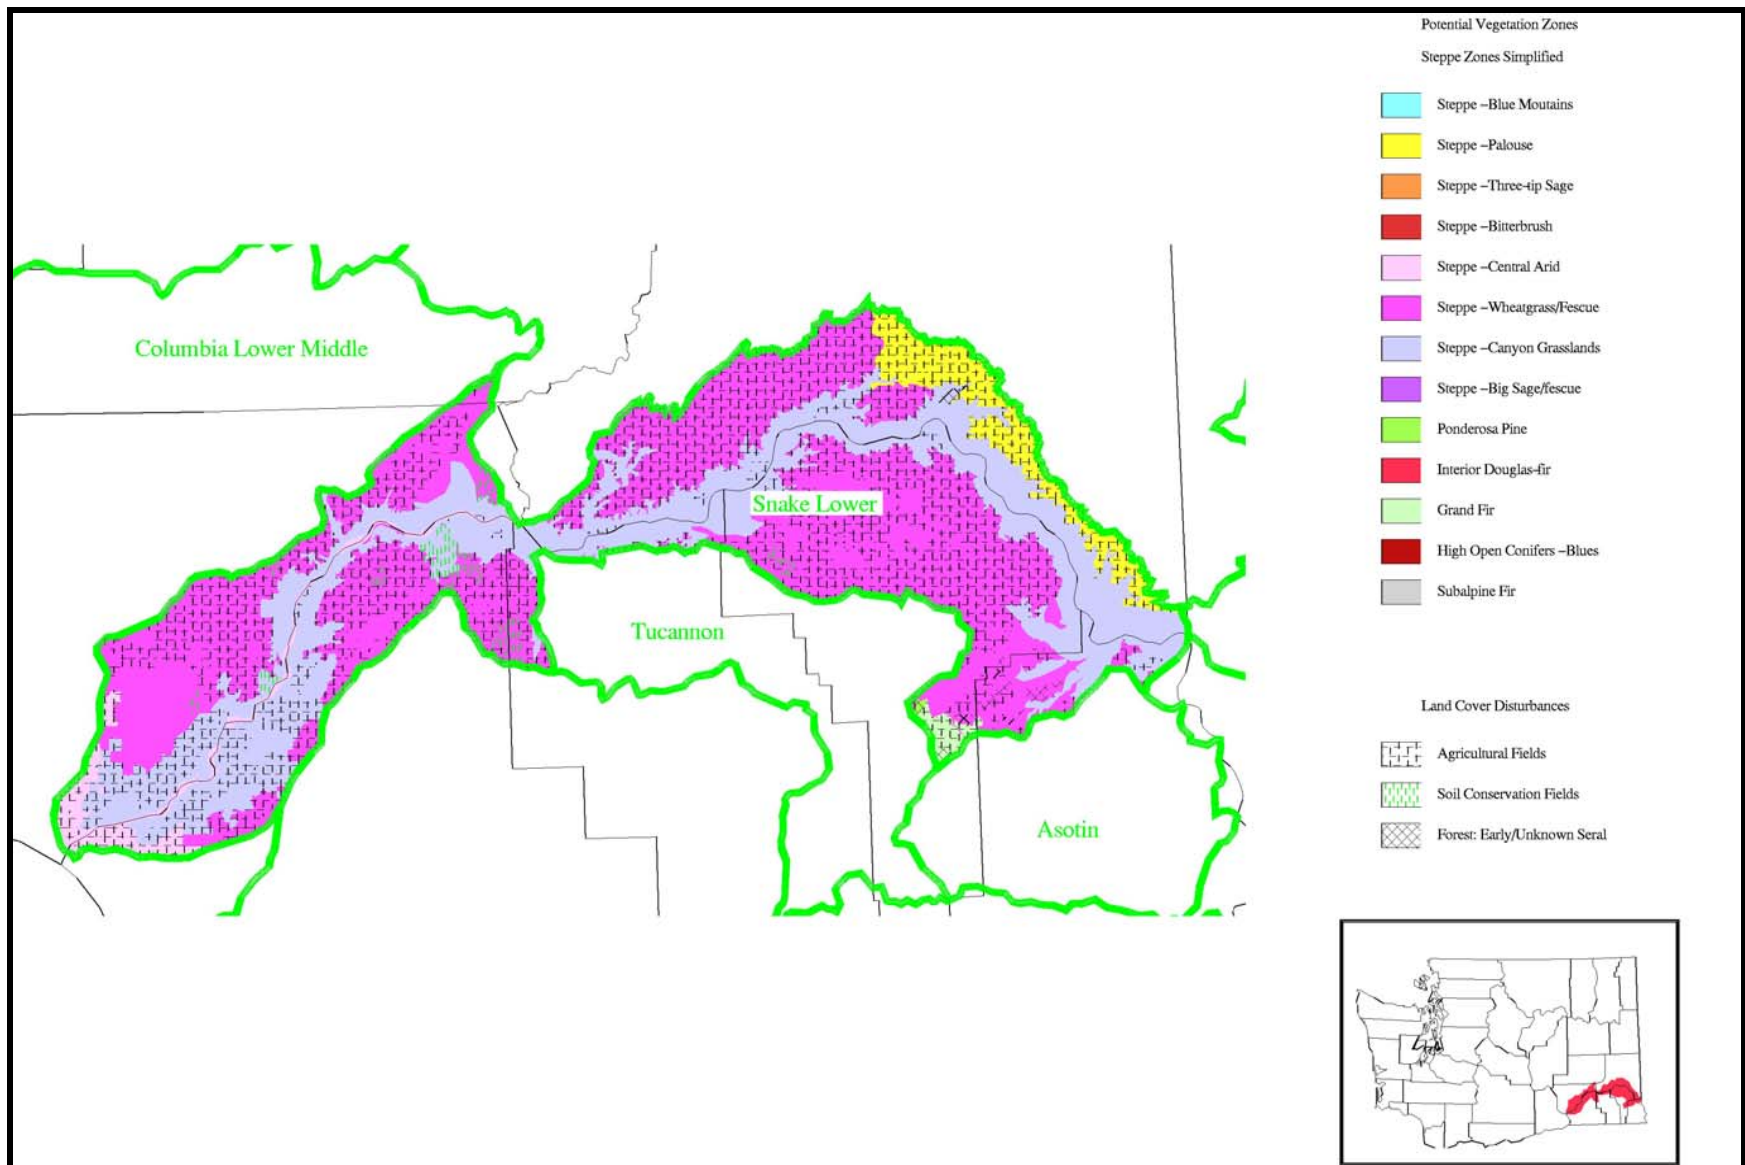 Potential Vegetation Zones
Steppe Zones Simplified
Steppe –Blue Moutains
Steppe –Palouse
Steppe –Three-tip Sage
Steppe –Bitterbrush
Steppe –Central Arid
Steppe –Wheatgrass/Fescue
Steppe –Canyon Grasslands
Steppe –Big Sage/fescue
Ponderosa Pine
Interior Douglas-fir
Grand Fir
High Open Conifers –Blues
Subalpine Fir
Land Cover Disturbances
Agricultural Fields
Soil Conservation Fields
Forest: Early/Unknown Seral
Columbia Lower Middle
Snake Lower
Tucannon
Asotin